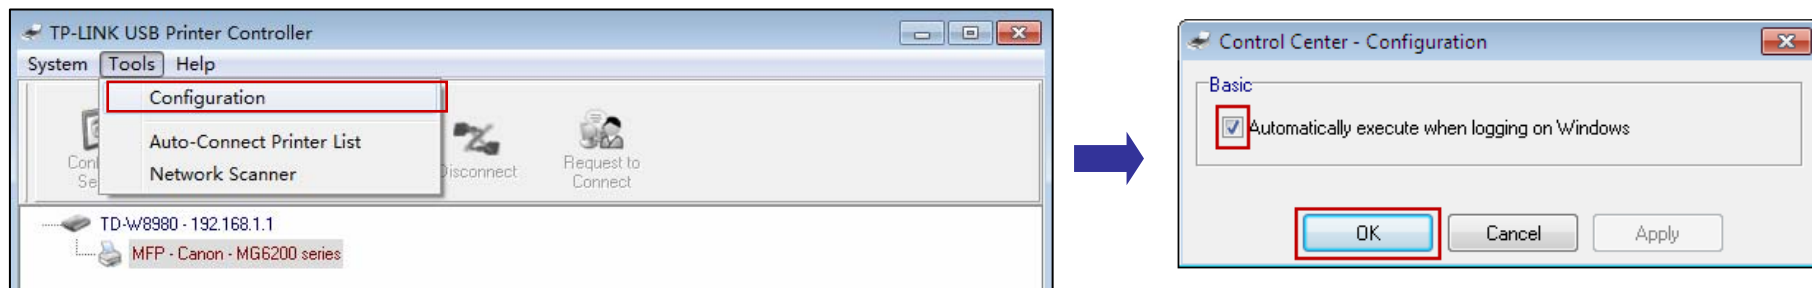 TP-LINK USB Printer Controller
System Tools Help
Configuration
Auto-Connect Printer List
Network Scanner
Disconnect
Request to
Connect
TD-W8980 - 192.168.1.1
MFP - Canon - MG6200 series
Control Center - Configuration
Basic
Automatically execute when logging on Windows
OK Cancel Apply